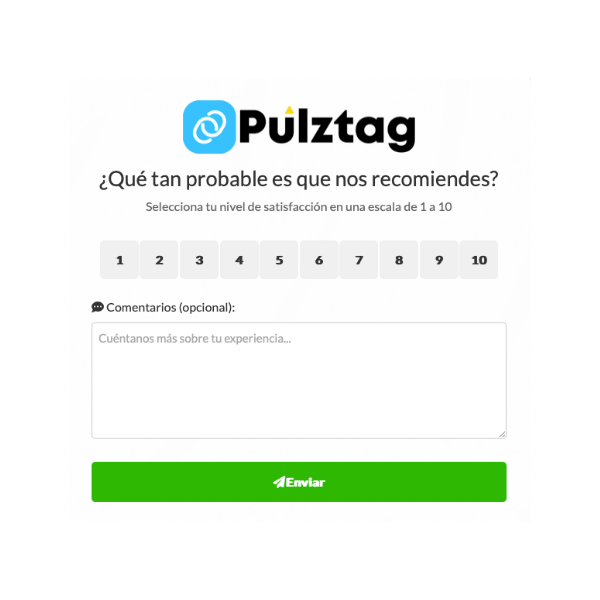 Pulztag
¿Qué tan probable es que nos recomiendes?
Selecciona tu nivel de satisfacción en una escala de 1 a 10
1 2 3 4 5 6 7 8 9 10
Comentarios (opcional):
Cuéntanos más sobre tu experiencia...
Enviar